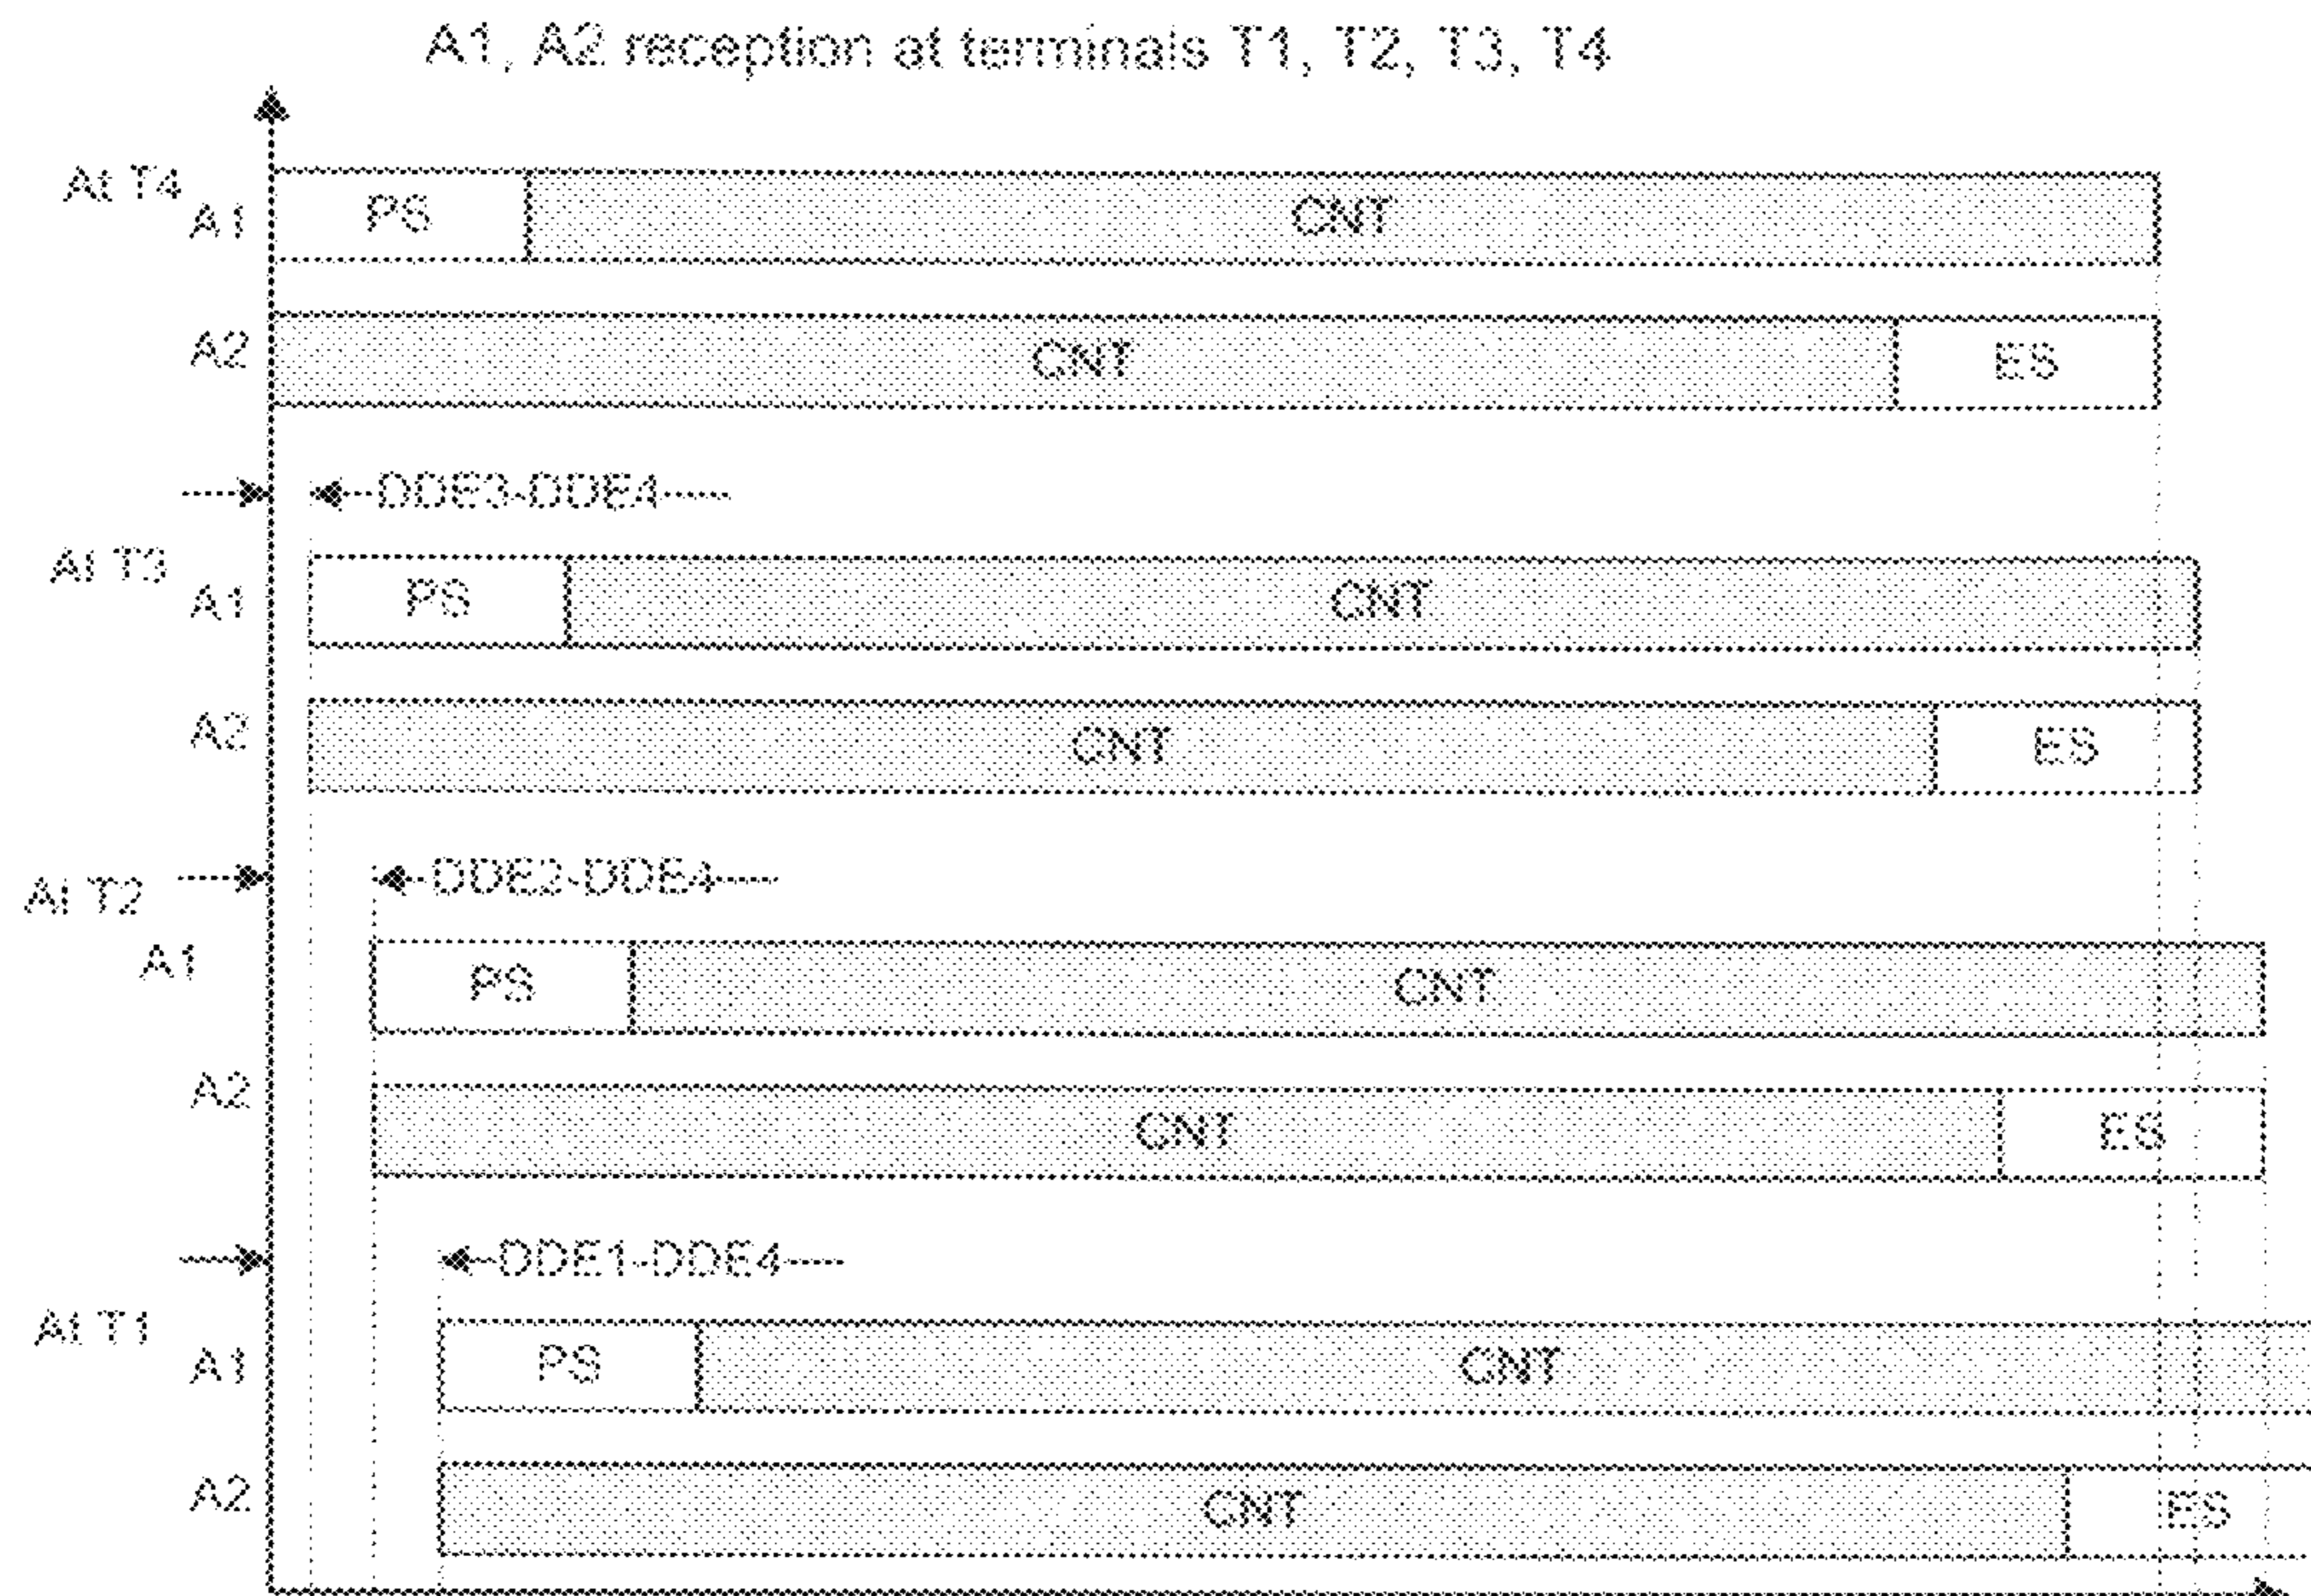 A1, A2 reception at terminals T1, T2, T3, T4
At T4
A1
PS
CNT
A2
CNT
ES
DDE3-DDE4
At T3
A1
PS
CNT
A2
CNT
ES
DDE2-DDE4
At T2
A1
PS
CNT
A2
CNT
ES
DDE1-DDE4
At T1
A1
PS
CNT
A2
CNT
ES